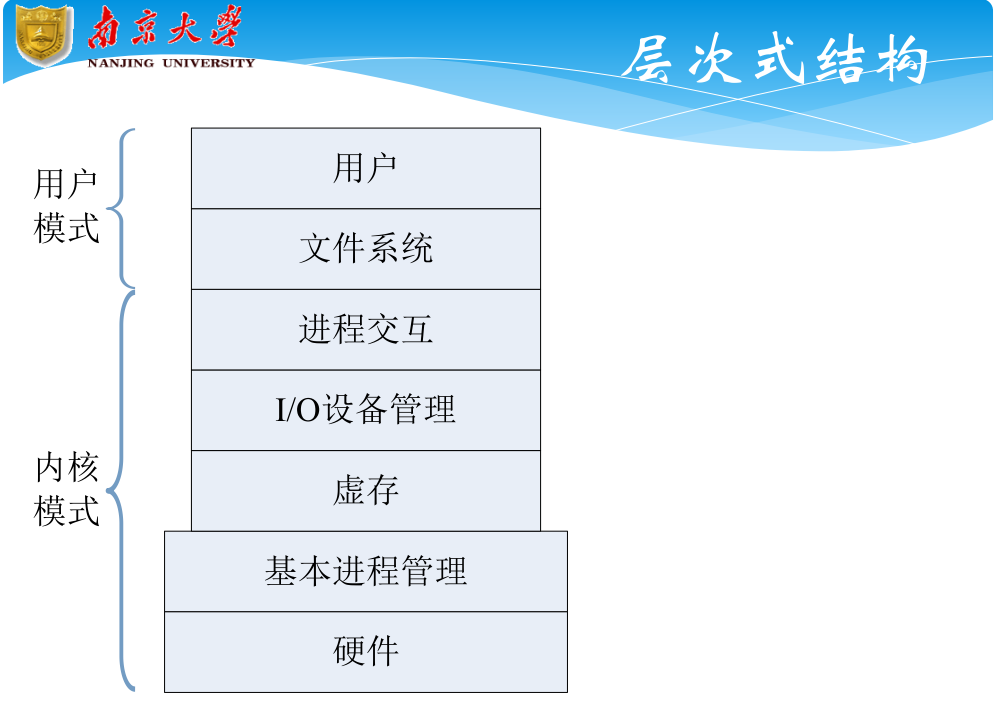 南京大学
NANJING UNIVERSITY
层次式结构
用户
模式
用户
文件系统
进程交互
I/O设备管理
虚存
内核
模式
基本进程管理
硬件